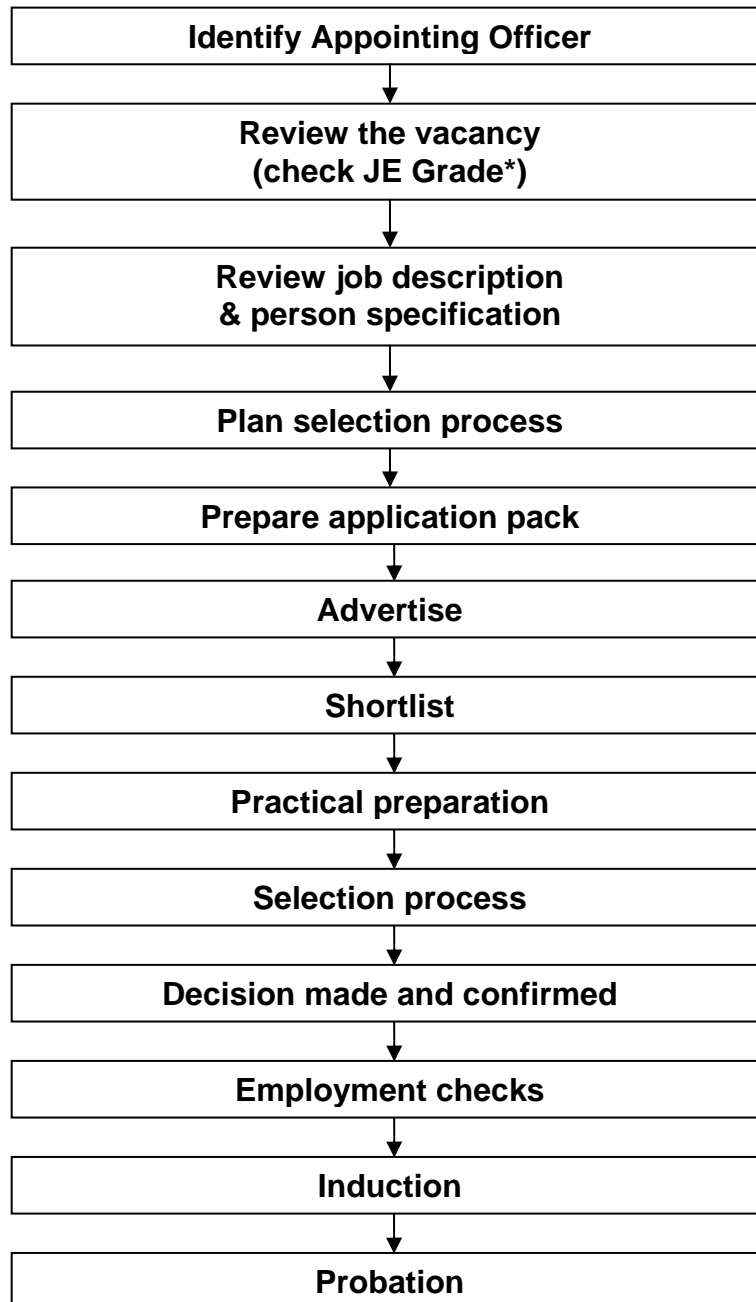 Identify Appointing Officer
Review the vacancy
(check JE Grade*)
Review job description
& person specification
Plan selection process
Prepare application pack
Advertise
Shortlist
Practical preparation
Selection process
Decision made and confirmed
Employment checks
Induction
Probation